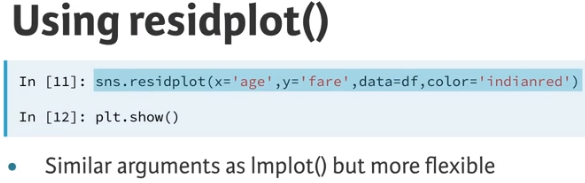 Using residplot()
In [11]: sns.residplot(x='age',y='fare',data=df,color='indianred')
In [12]: plt.show()
• Similar arguments as lmplot() but more flexible